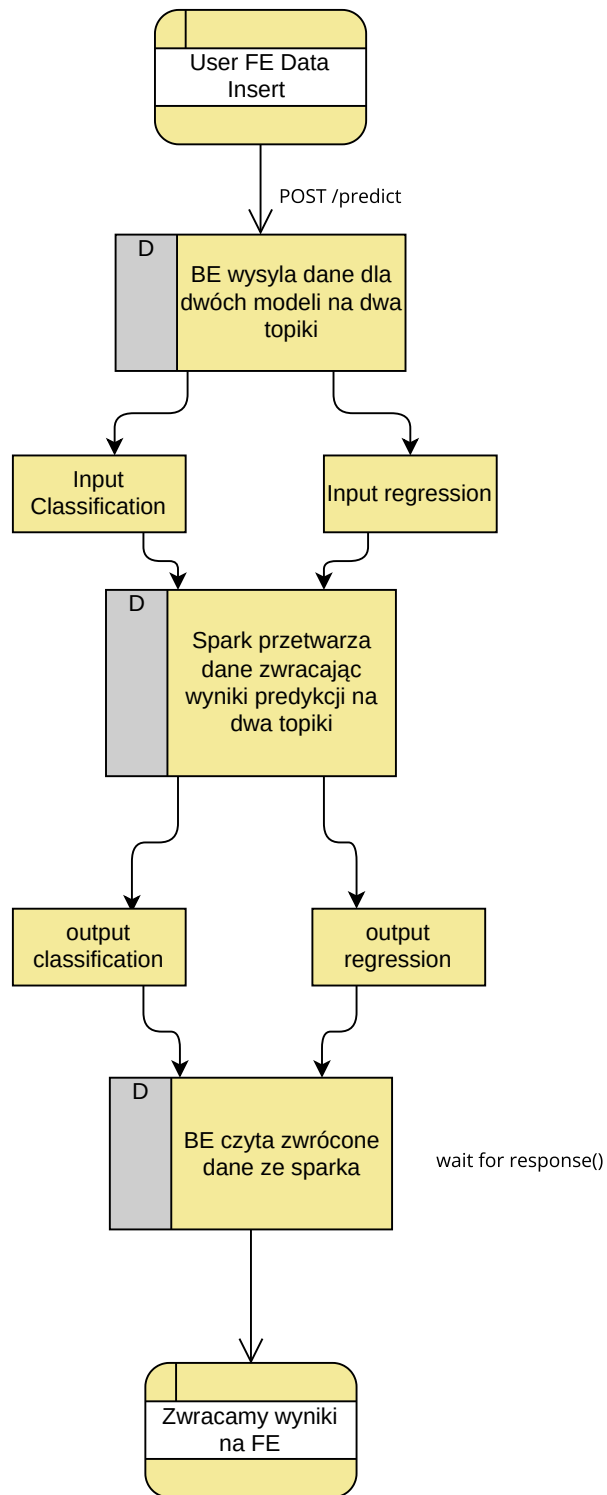 User FE Data
Insert
POST /predict
D
BE wysyla dane dla
dwóch modeli na dwa
topiki
Input
Classification
Input regression
D
Spark przetwarza
dane zwracając
wyniki predykcji na
dwa topiki
output
classification
output
regression
D
BE czyta zwrócone
dane ze sparka
wait for response()
Zwracamy wyniki
na FE